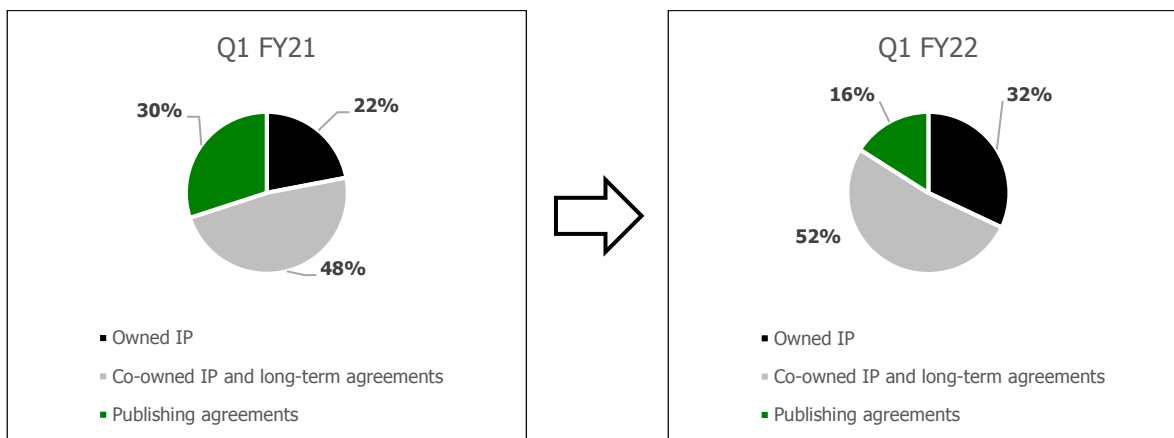 Q1 FY21
30%
22%
48%
Owned IP
Co-owned IP and long-term agreements
Publishing agreements
Q1 FY22
16%
32%
52%
Owned IP
Co-owned IP and long-term agreements
Publishing agreements